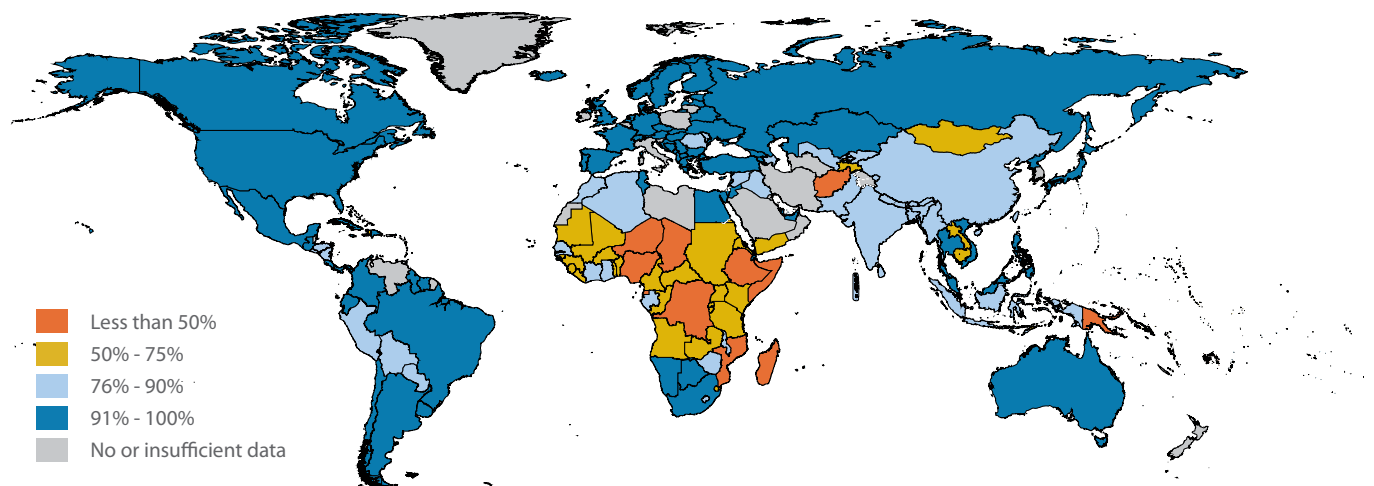 Less than 50%
50% - 75%
76% - 90%
91% - 100%
No or insufficient data